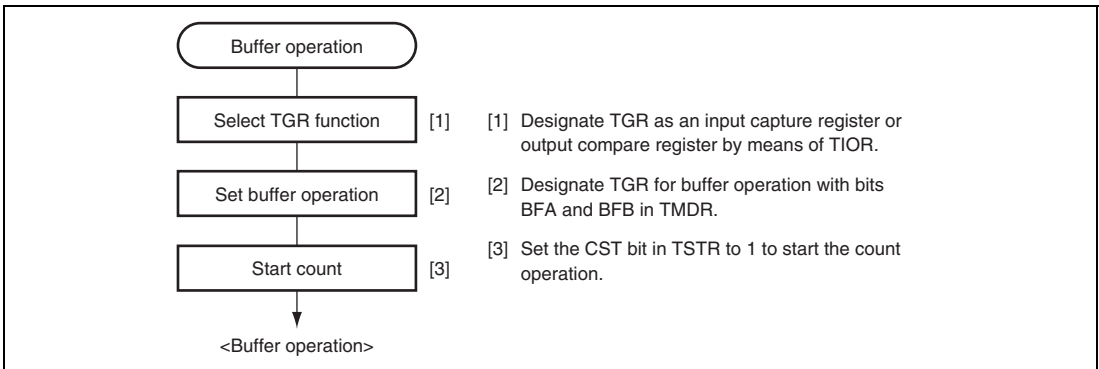 Buffer operation
Select TGR function [1]
Set buffer operation [2]
Start count [3]
<Buffer operation>
[1] Designate TGR as an input capture register or
output compare register by means of TIOR.
[2] Designate TGR for buffer operation with bits
BFA and BFB in TMDR.
[3] Set the CST bit in TSTR to 1 to start the count
operation.